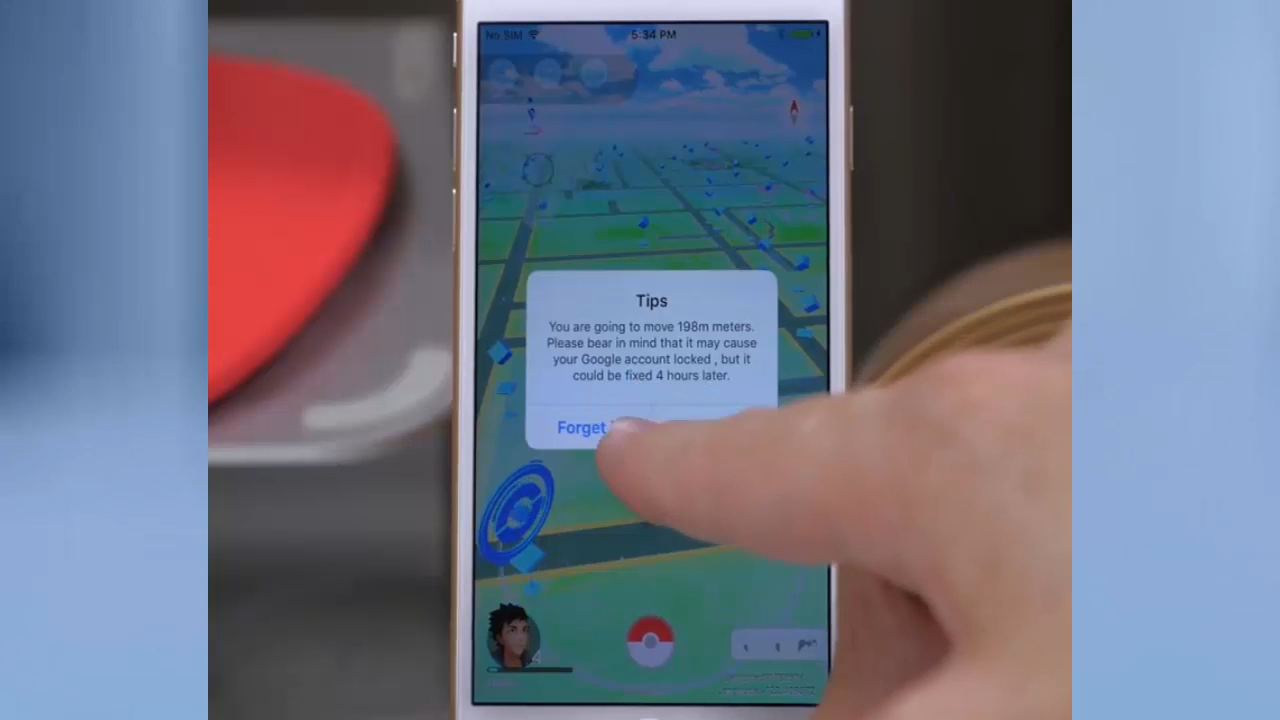 No SIM 5:34 PM
Tips
You are going to move 198m meters.
Please bear in mind that it may cause
your Google account locked , but it
could be fixed 4 hours later.
Forget
4